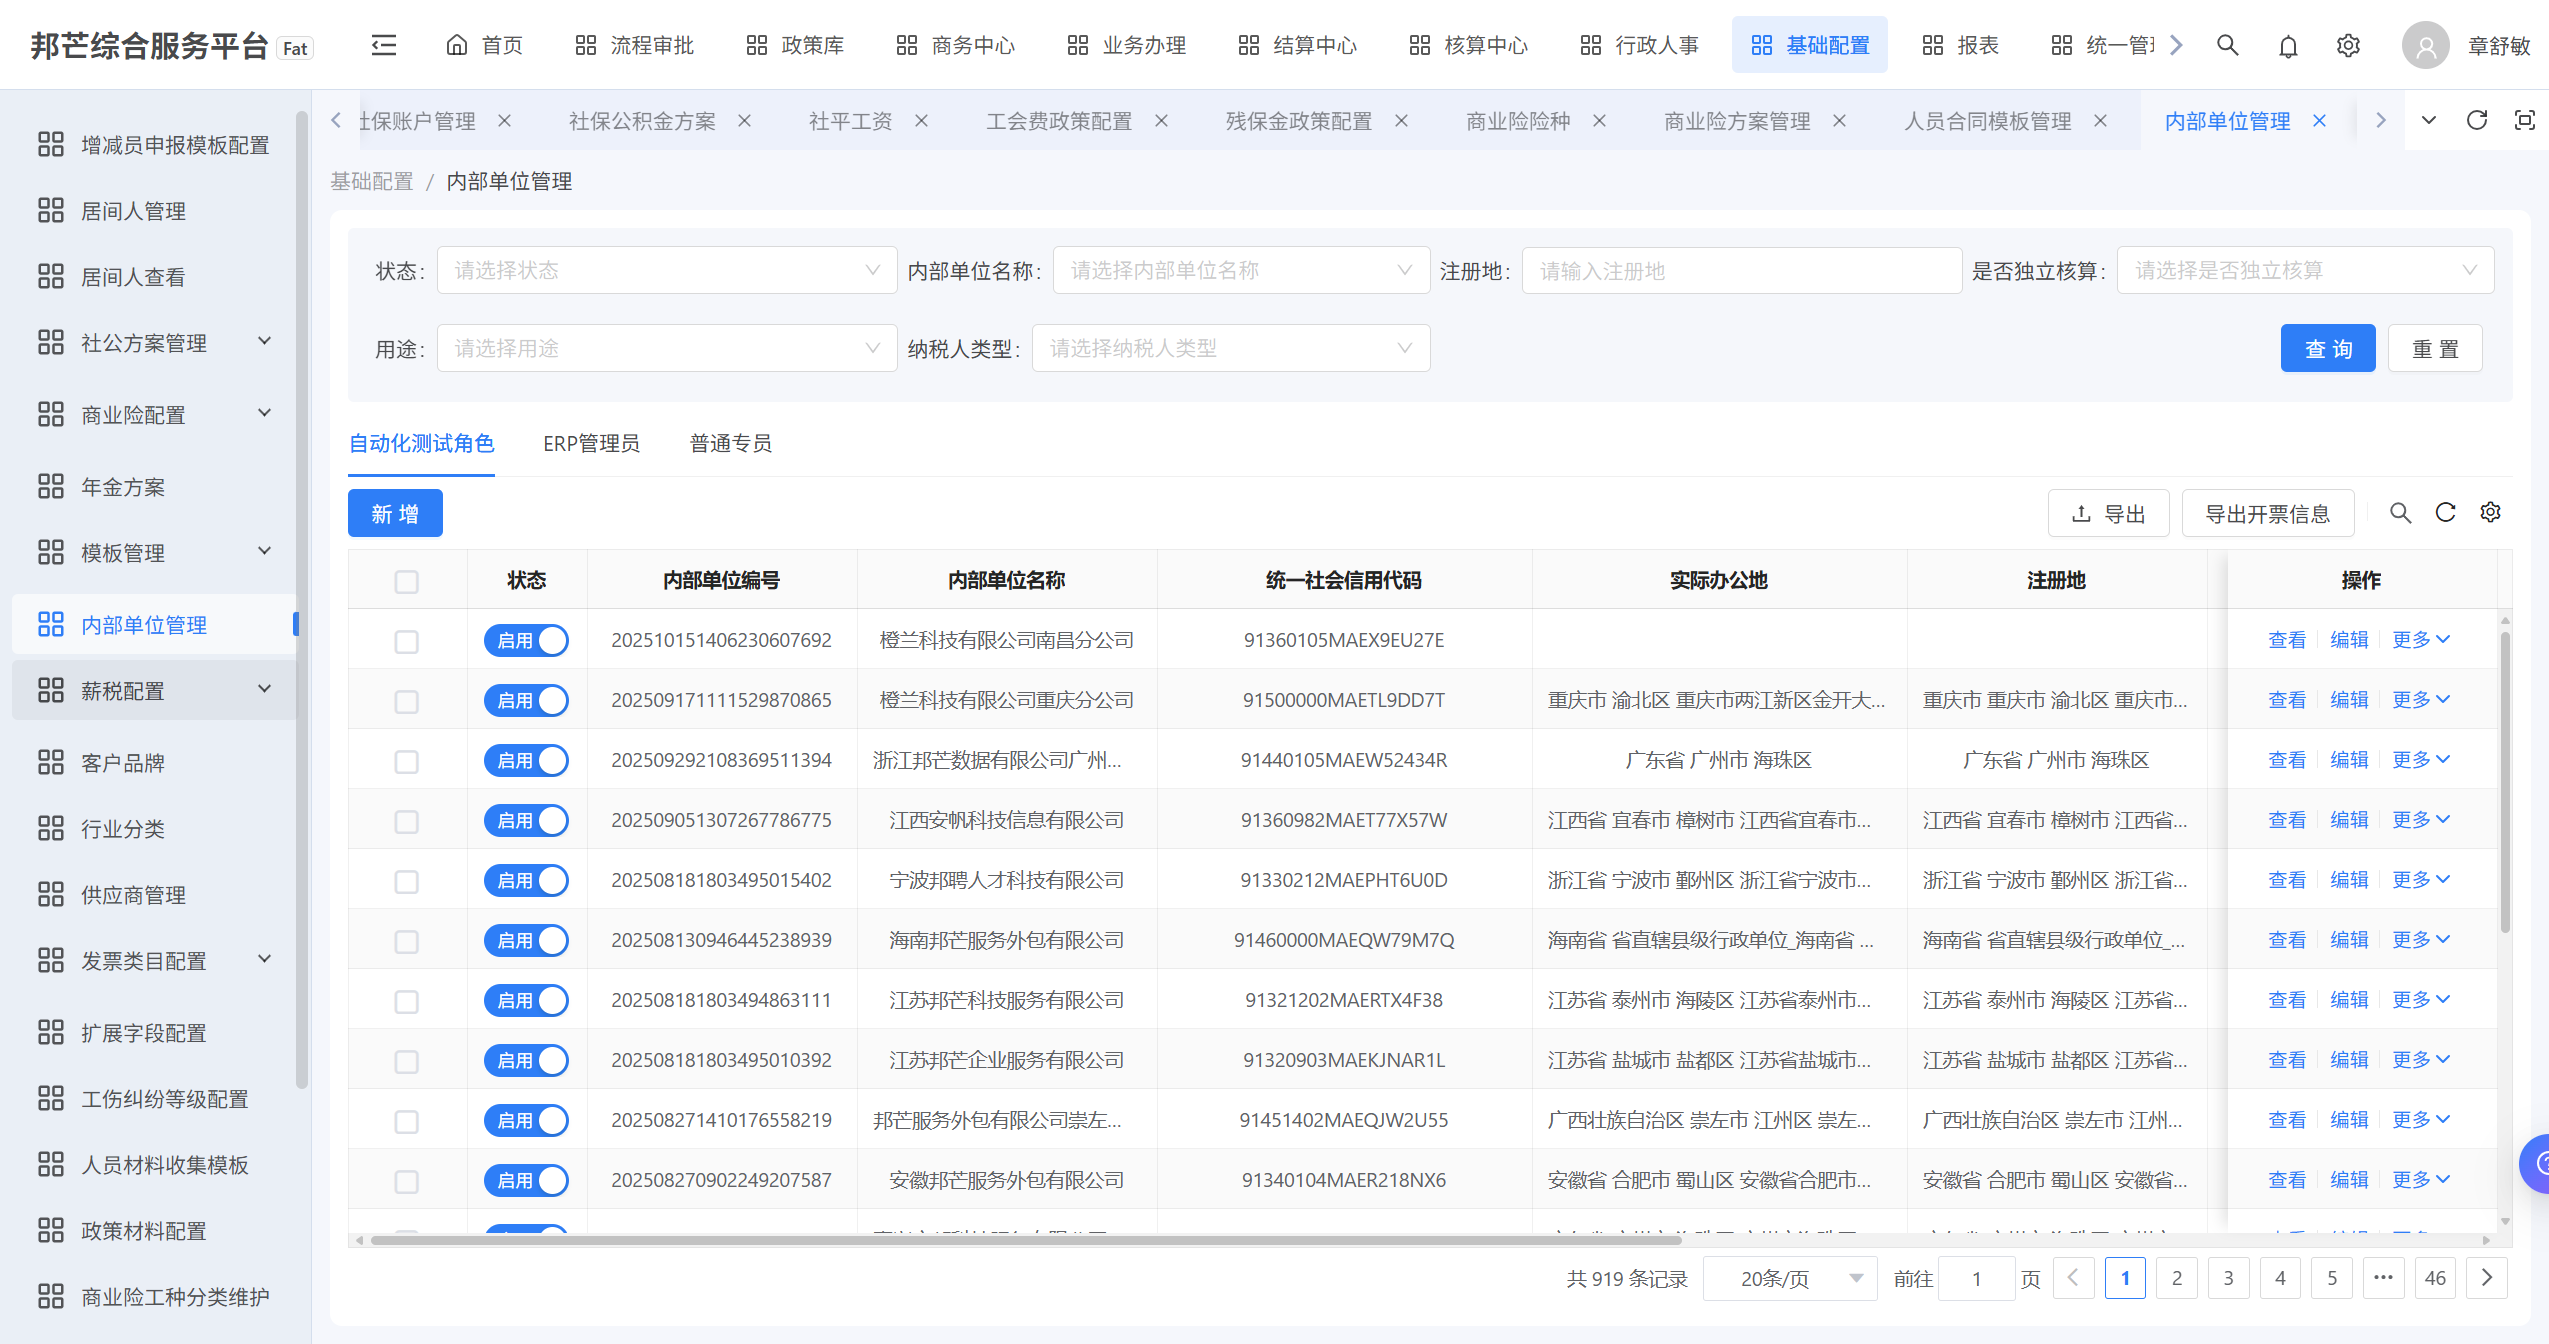 邦芒综合服务平台 Fat
首页 流程审批 政策库 商务中心 业务办理 结算中心 核算中心 行政人事 基础配置 报表 统一管 章舒敏
增减员申报模板配置
居间人管理
居间人查看
社公方案管理
商业险配置
年金方案
模板管理
内部单位管理
薪税配置
客户品牌
行业分类
供应商管理
发票类目配置
扩展字段配置
工伤纠纷等级配置
人员材料收集模板
政策材料配置
商业险工种分类维护
保账户管理 社保公积金方案 社平工资 工会费政策配置 残保金政策配置 商业险险种 商业险方案管理 人员合同模板管理 内部单位管理
基础配置 / 内部单位管理
状态: 请选择状态 内部单位名称: 请选择内部单位名称 注册地: 请输入注册地 是否独立核算: 请选择是否独立核算
用途: 请选择用途 纳税人类型: 请选择纳税人类型 查 询 重 置
自动化测试角色 ERP管理员 普通专员
新 增 导出 导出开票信息
状态 内部单位编号 内部单位名称 统一社会信用代码 实际办公地 注册地 操作
启用 202510151406230607692 橙兰科技有限公司南昌分公司 91360105MAEX9EU27E 查看 编辑 更多
启用 202509171111529870865 橙兰科技有限公司重庆分公司 91500000MAETL9DD7T 重庆市 渝北区 重庆市两江新区金开大... 重庆市 重庆市 渝北区 重庆市... 查看 编辑 更多
启用 202509292108369511394 浙江邦芒数据有限公司广州... 91440105MAEW52434R 广东省 广州市 海珠区 广东省 广州市 海珠区 查看 编辑 更多
启用 202509051307267786775 江西安帆科技信息有限公司 91360982MAET77X57W 江西省 宜春市 樟树市 江西省宜春市... 江西省 宜春市 樟树市 江西省... 查看 编辑 更多
启用 202508181803495015402 宁波邦聘人才科技有限公司 91330212MAEPHT6U0D 浙江省 宁波市 鄞州区 浙江省宁波市... 浙江省 宁波市 鄞州区 浙江省... 查看 编辑 更多
启用 202508130946445238939 海南邦芒服务外包有限公司 91460000MAEQW79M7Q 海南省 省直辖县级行政单位_海南省 ... 海南省 省直辖县级行政单位_... 查看 编辑 更多
启用 202508181803494863111 江苏邦芒科技服务有限公司 91321202MAERTX4F38 江苏省 泰州市 海陵区 江苏省泰州市... 江苏省 泰州市 海陵区 江苏省... 查看 编辑 更多
启用 202508181803495010392 江苏邦芒企业服务有限公司 91320903MAEKJNAR1L 江苏省 盐城市 盐都区 江苏省盐城市... 江苏省 盐城市 盐都区 江苏省... 查看 编辑 更多
启用 202508271410176558219 邦芒服务外包有限公司崇左... 91451402MAEQJW2U55 广西壮族自治区 崇左市 江州区 崇左... 广西壮族自治区 崇左市 江州... 查看 编辑 更多
启用 202508270902249207587 安徽邦芒服务外包有限公司 91340104MAER218NX6 安徽省 合肥市 蜀山区 安徽省合肥市... 安徽省 合肥市 蜀山区 安徽省... 查看 编辑 更多
共 919 条记录 20条/页 前往 1 页 1 2 3 4 5 ••• 46